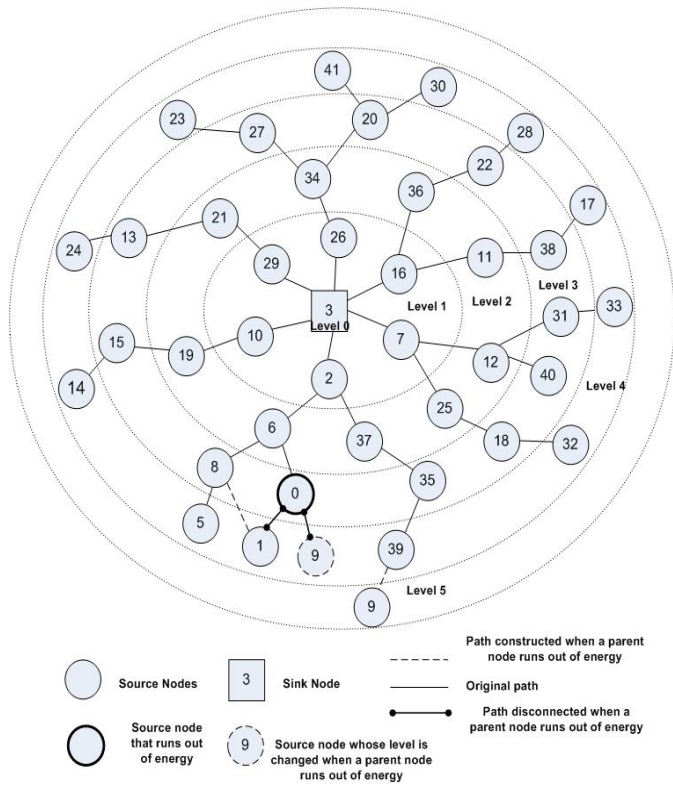 41
30
23
20
27
28
22
34
36
17
21
26
13
24
38
11
29
16
Level 3
3
Level 1
Level 2
33
31
Level 0
10
7
15
19
12
40
14
2
Level 4
25
6
37
18
32
8
35
0
5
1
9
39
Level 5
9
Path constructed when a parent
node runs out of energy
Source Nodes
3
Sink Node
Original path
Path disconnected when a
parent node runs out of energy
Source node
that runs out
of energy
9
Source node whose level is
changed when a parent node
runs out of energy